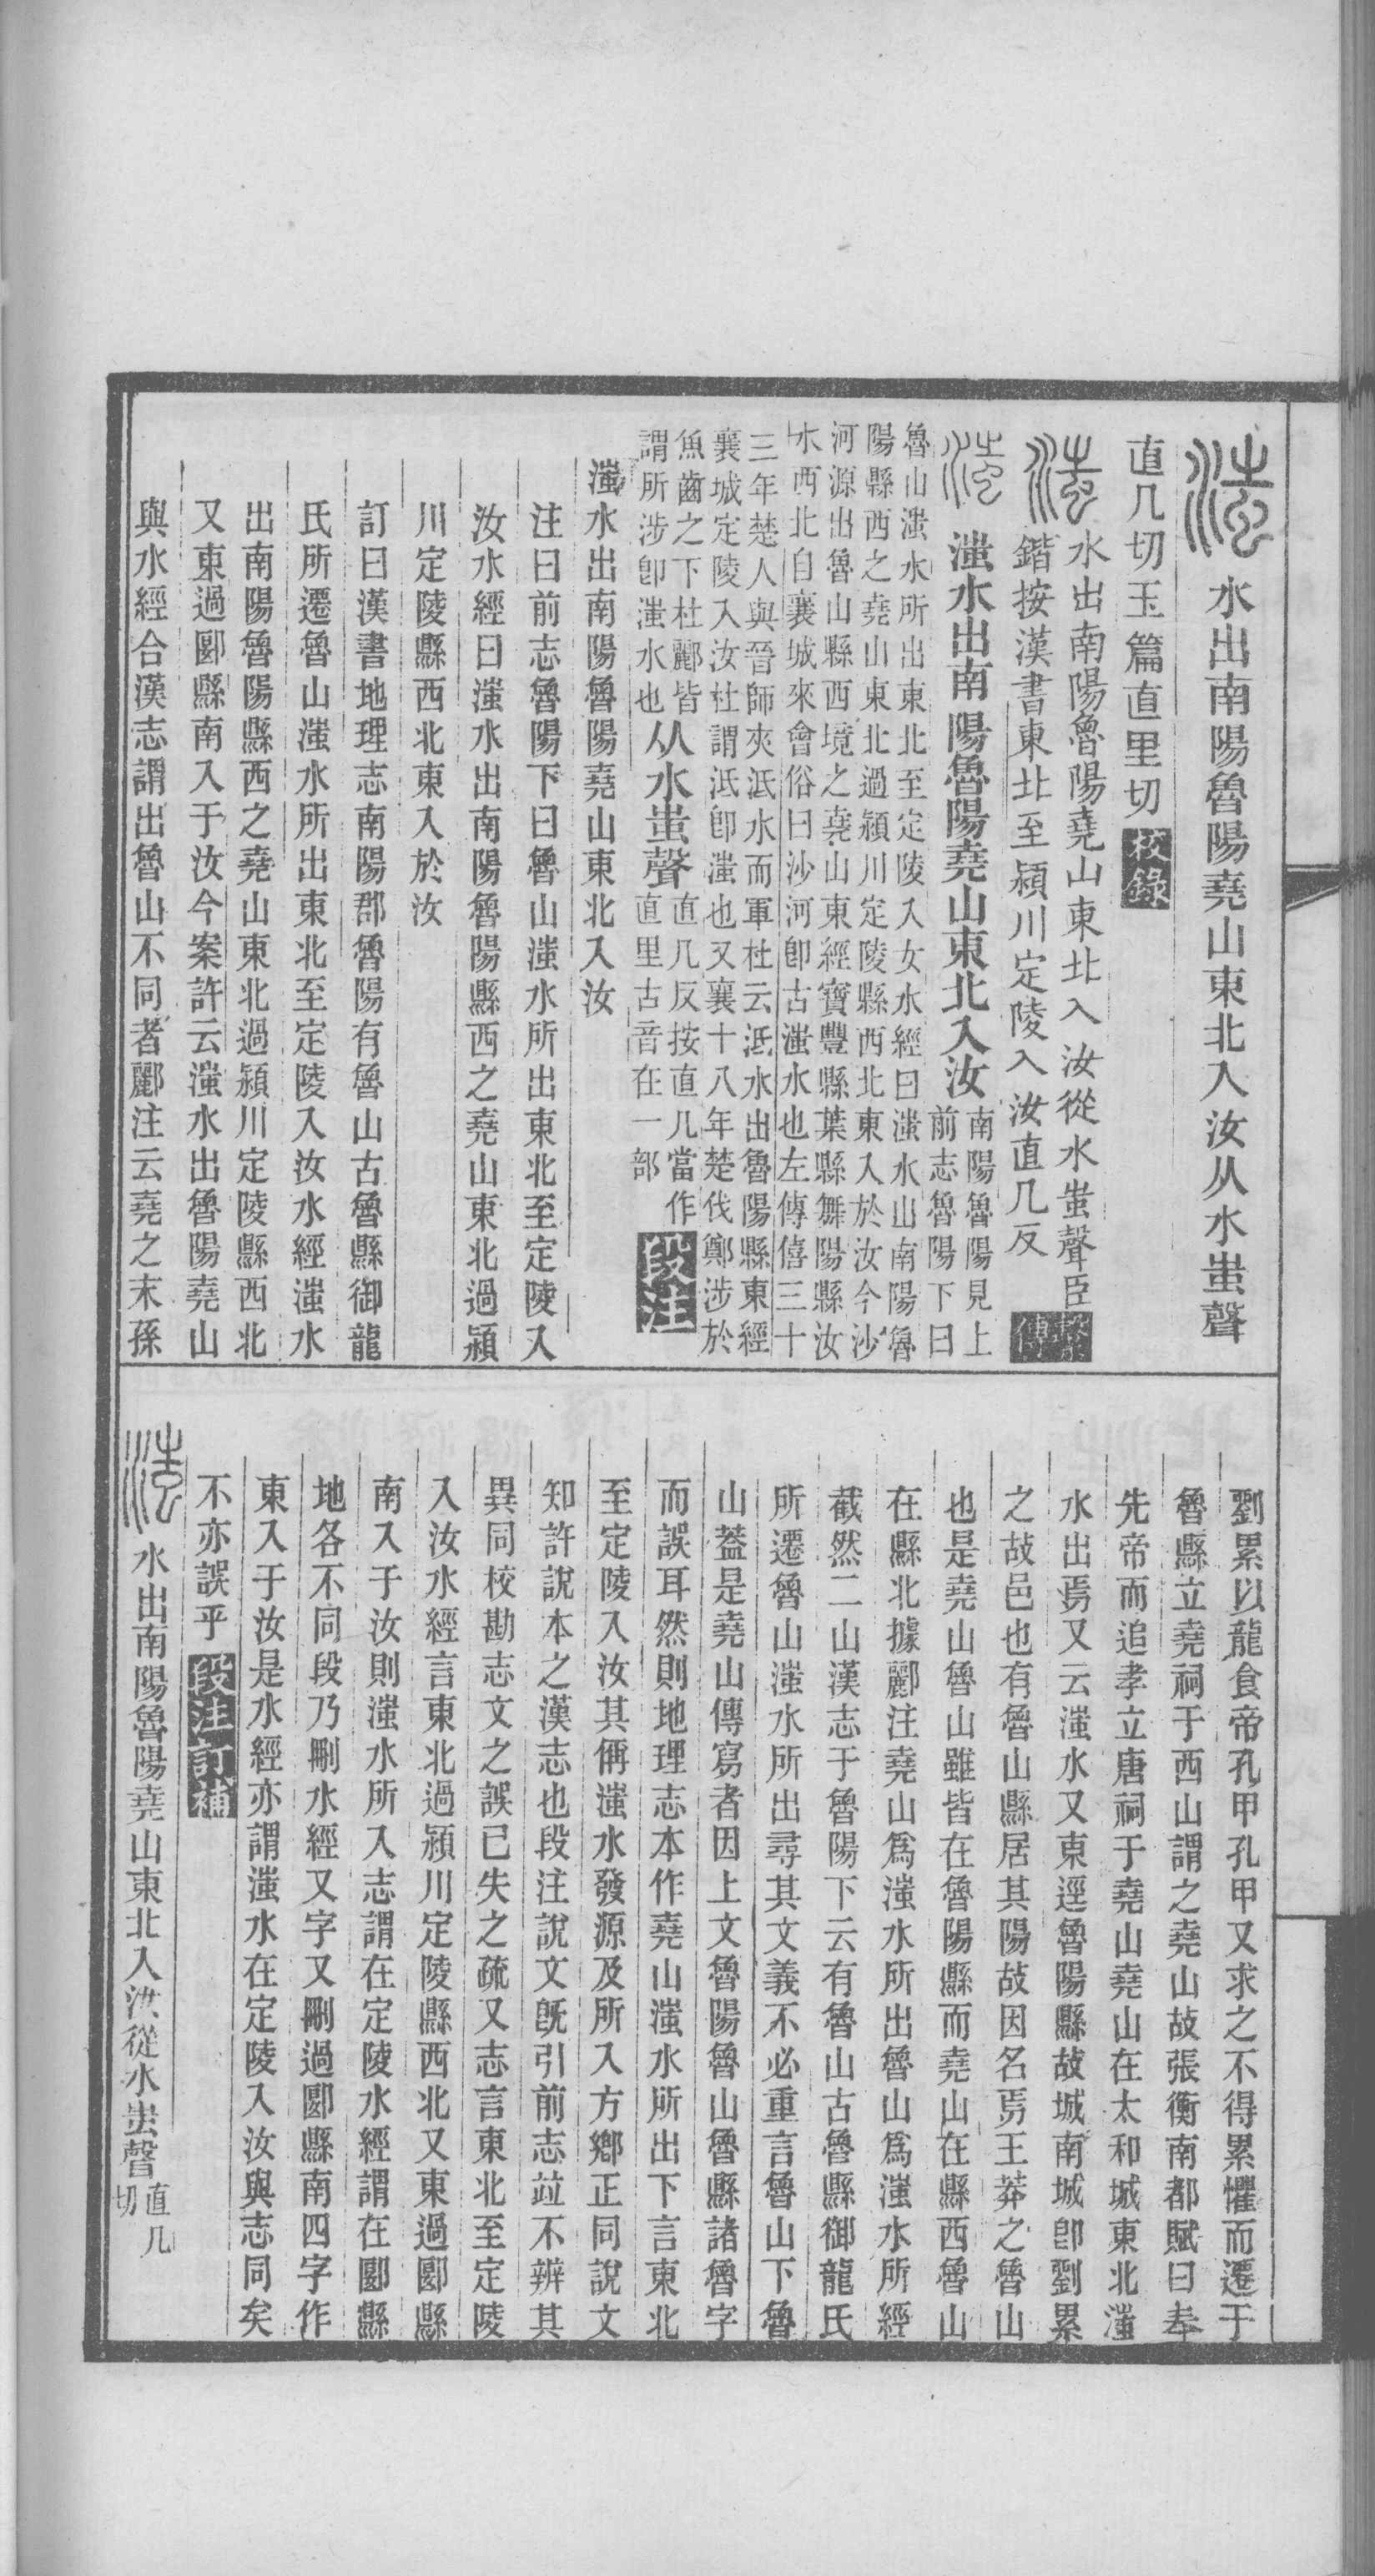 水出南陽魯陽堯山東北入汝从水蚩聲
直几切玉篇直里切 校錄
水出南陽魯陽堯山東北入汝從水蚩聲臣
鍇按漢書東北至潁川定陵入汝直几反 繫傳
滍水出南陽魯陽堯山東北入汝 南陽魯陽見上
前志魯陽下曰
魯山滍水所出東北至定陵入女水經曰滍水山南陽魯
陽縣西之堯山東北過潁川定陵縣西北東入於汝今沙
河源出魯山縣西境之堯山東經寶豐縣葉縣舞陽縣汝
水西北自襄城來會俗曰沙河卽古滍水也左傳僖三十
三年楚人與晉師夾泜水而軍杜云泜水出魯陽縣東經
襄城定陵入汝杜謂泜卽滍也又襄十八年楚伐鄭涉於
魚齒之下杜酈皆
謂所涉卽滍水也
从水蚩聲
直几反按直几當作
直里古音在一部
段注
滍水出南陽魯陽堯山東北入汝
注曰前志魯陽下曰魯山滍水所出東北至定陵入
汝水經曰滍水出南陽魯陽縣西之堯山東北過潁
川定陵縣西北東入於汝
訂曰漢書地理志南陽郡魯陽有魯山古魯縣御龍
氏所遷魯山滍水所出東北至定陵入汝水經滍水
出南陽魯陽縣西之堯山東北過潁川定陵縣西北
又東過郾縣南入于汝今案許云滍水出魯陽堯山
與水經合漢志謂出魯山不同者酈注云堯之末孫
劉累以龍食帝孔甲孔甲又求之不得累懼而遷于
魯縣立堯祠于西山謂之堯山故張衡南都賦曰奉
先帝而追孝立唐祠于堯山堯山在太和城東北滍
水出焉又云滍水又東逕魯陽縣故城南城卽劉累
之故邑也有魯山縣居其陽故因名焉王莽之魯山
也是堯山魯山雖皆在魯陽縣而堯山在縣西魯山
在縣北據酈注堯山爲滍水所出魯山爲滍水所經
截然二山漢志于魯陽下云有魯山古魯縣御龍氏
所遷魯山滍水所出尋其文義不必重言魯山下魯
山蓋是堯山傳寫者因上文魯陽魯山魯縣諸魯字
而誤耳然則地理志本作堯山滍水所出下言東北
至定陵入汝其偁滍水發源及所入方鄉正同說文
知許說本之漢志也段注說文旣引前志竝不辨其
異同校勘志文之誤已失之疏又志言東北至定陵
入汝水經言東北過潁川定陵縣西北又東過郾縣
南入于汝則滍水所入志謂在定陵水經謂在郾縣
地各不同段乃刪水經又字又刪過郾縣南四字作
東入于汝是水經亦謂滍水在定陵入汝與志同矣
不亦誤乎 段注訂補
水出南陽魯陽堯山東北入汝從水蚩聲 直几
切